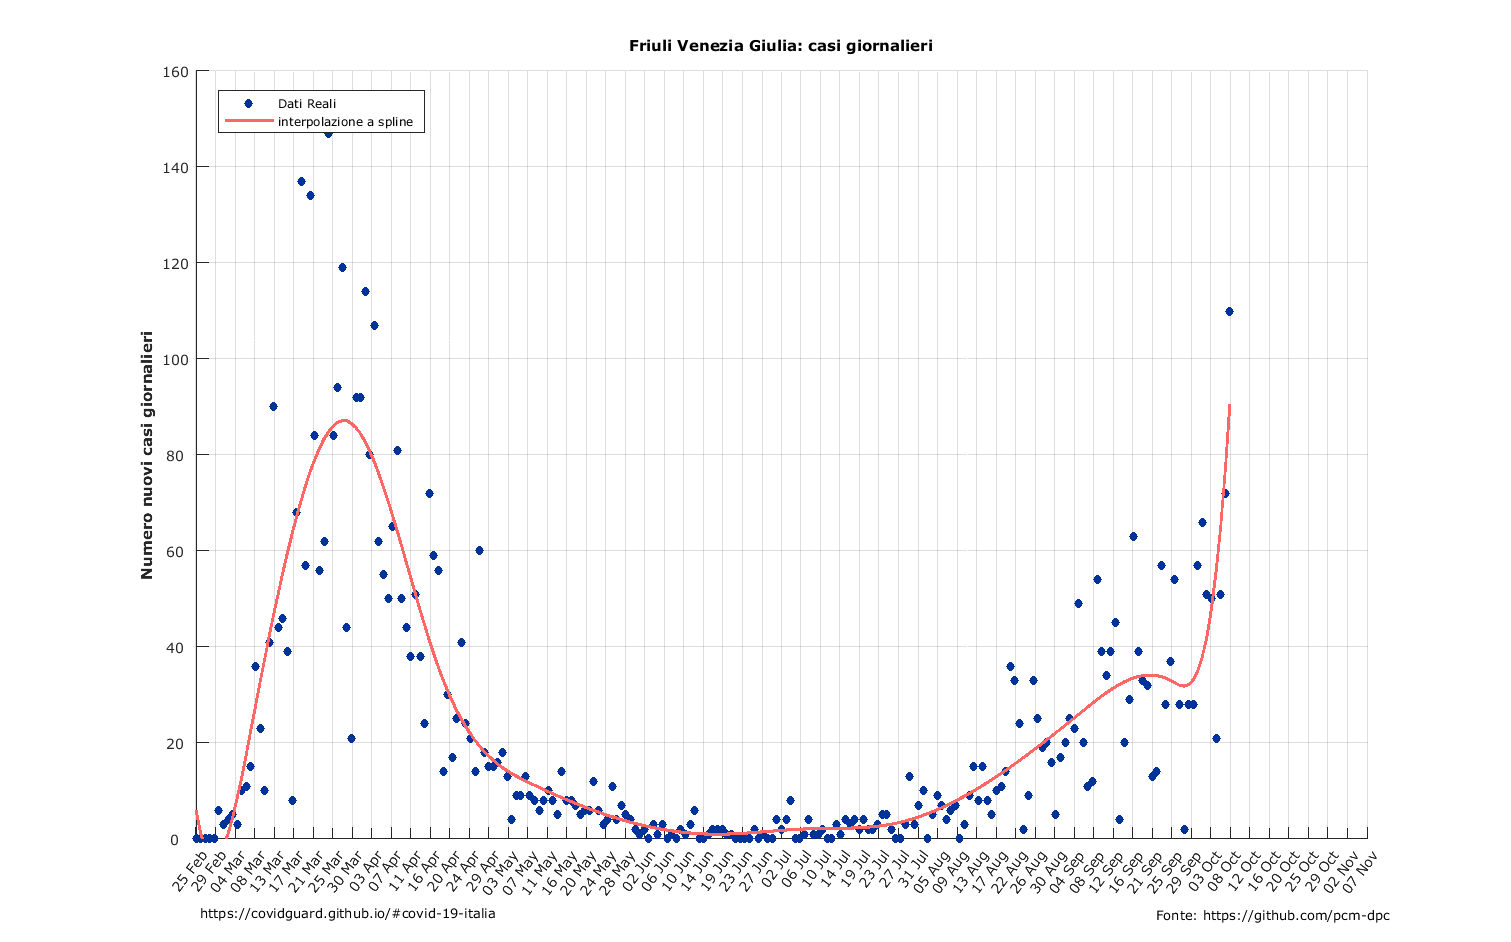 Friuli Venezia Giulia: casi giornalieri
160
140
120
100
80
60
40
20
0
Numero nuovi casi giornalieri
Dati Reali
interpolazione a spline
25 Feb
29 Feb
04 Mar
08 Mar
13 Mar
17 Mar
21 Mar
25 Mar
30 Mar
03 Apr
07 Apr
11 Apr
16 Apr
20 Apr
24 Apr
29 Apr
03 May
07 May
11 May
16 May
20 May
24 May
28 May
02 Jun
06 Jun
10 Jun
14 Jun
19 Jun
23 Jun
27 Jun
02 Jul
06 Jul
10 Jul
14 Jul
19 Jul
23 Jul
27 Jul
31 Jul
05 Aug
09 Aug
13 Aug
17 Aug
22 Aug
26 Aug
30 Aug
04 Sep
08 Sep
12 Sep
16 Sep
21 Sep
25 Sep
29 Sep
03 Oct
08 Oct
12 Oct
16 Oct
20 Oct
25 Oct
29 Oct
02 Nov
07 Nov
https://covidguard.github.io/#covid-19-italia
Fonte: https://github.com/pcm-dpc